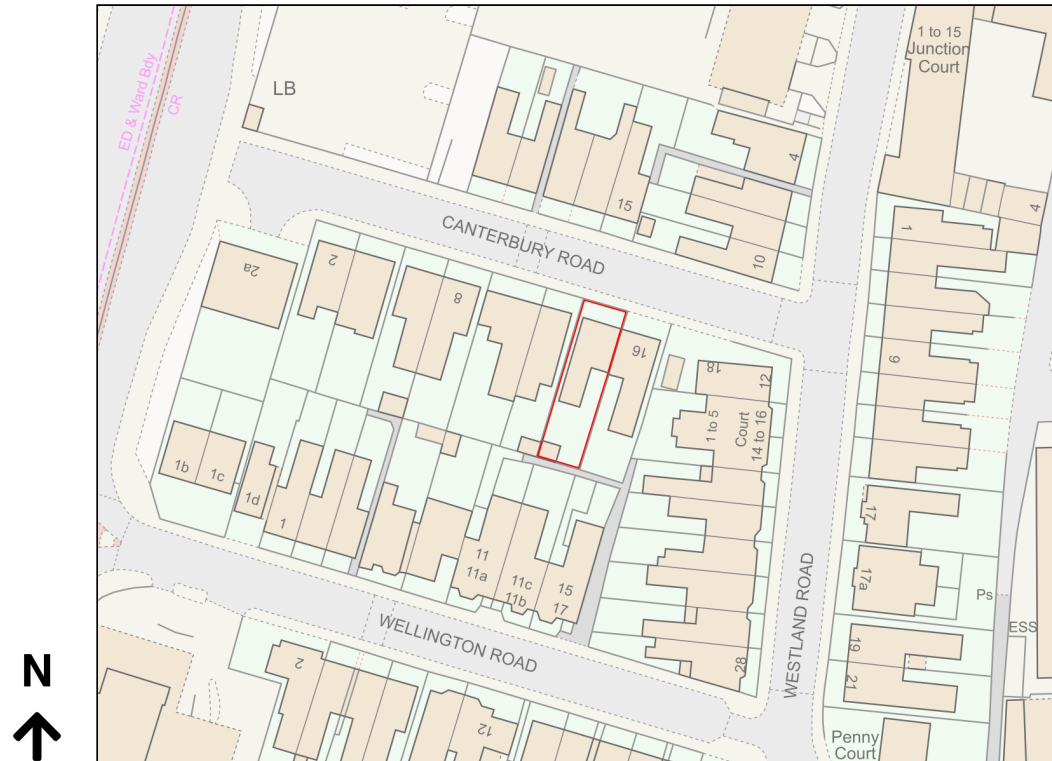 1 to 15
Junction
Court
LB
ED & Ward Bdy
CR
4
15
4
CANTERBURY ROAD
10
1
2a
2
8
16
9
18
12
1 to 5
Court
14 to 16
1b
1c
1d
1
11
11a
11c
11b
15
17
17
17a
Ps
ESS
WELLINGTON ROAD
WESTLAND ROAD
19
21
28
2
12
Penny
Court
N